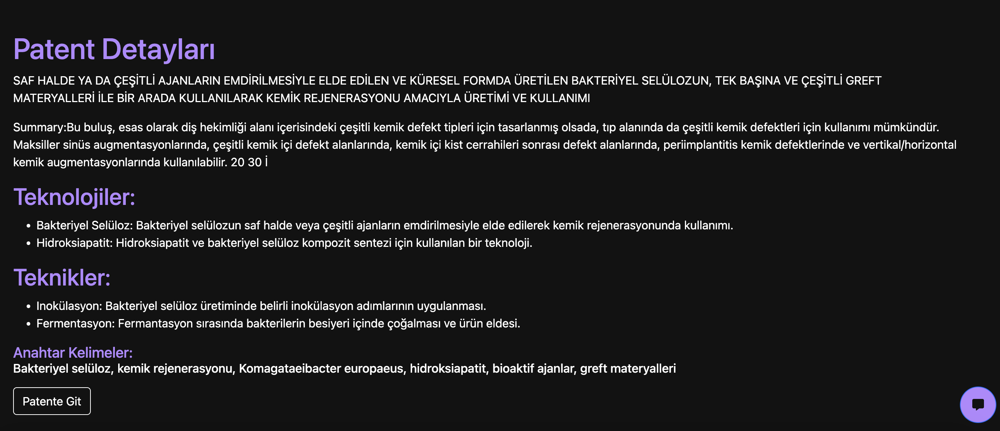 Patent Detayları
SAF HALDE YA DA ÇEŞİTLİ AJANLARIN EMDİRİLMESİYLE ELDE EDİLEN VE KÜRESEL FORMDA ÜRETİLEN BAKTERİYEL SELÜLOZUN, TEK BAŞINA VE ÇEŞİTLİ GREFT
MATERYALLERİ İLE BİR ARADA KULLANILARAK KEMİK REJENERASYONU AMACIYLA ÜRETİMİ VE KULLANIMI
Summary:Bu buluş, esas olarak diş hekimliği alanı içerisindeki çeşitli kemik defekt tipleri için tasarlanmış olsada, tıp alanında da çeşitli kemik defektleri için kullanımı mümkündür.
Maksiller sinüs augmentasyonlarında, çeşitli kemik içi defekt alanlarında, kemik içi kist cerrahileri sonrası defekt alanlarında, periimplantitis kemik defektlerinde ve vertikal/horizontal
kemik augmentasyonlarında kullanılabilir. 20 30 İ
Teknolojiler:
• Bakteriyel Selüloz: Bakteriyel selülozun saf halde veya çeşitli ajanların emdirilmesiyle elde edilerek kemik rejenerasyonunda kullanımı.
• Hidroksiapatit: Hidroksiapatit ve bakteriyel selüloz kompozit sentezi için kullanılan bir teknoloji.
Teknikler:
• Inokülasyon: Bakteriyel selüloz üretiminde belirli inokülasyon adımlarının uygulanması.
• Fermentasyon: Fermantasyon sırasında bakterilerin besiyeri içinde çoğalması ve ürün eldesi.
Anahtar Kelimeler:
Bakteriyel selüloz, kemik rejenerasyonu, Komagataeibacter europaeus, hidroksiapatit, bioaktif ajanlar, greft materyalleri
Patente Git